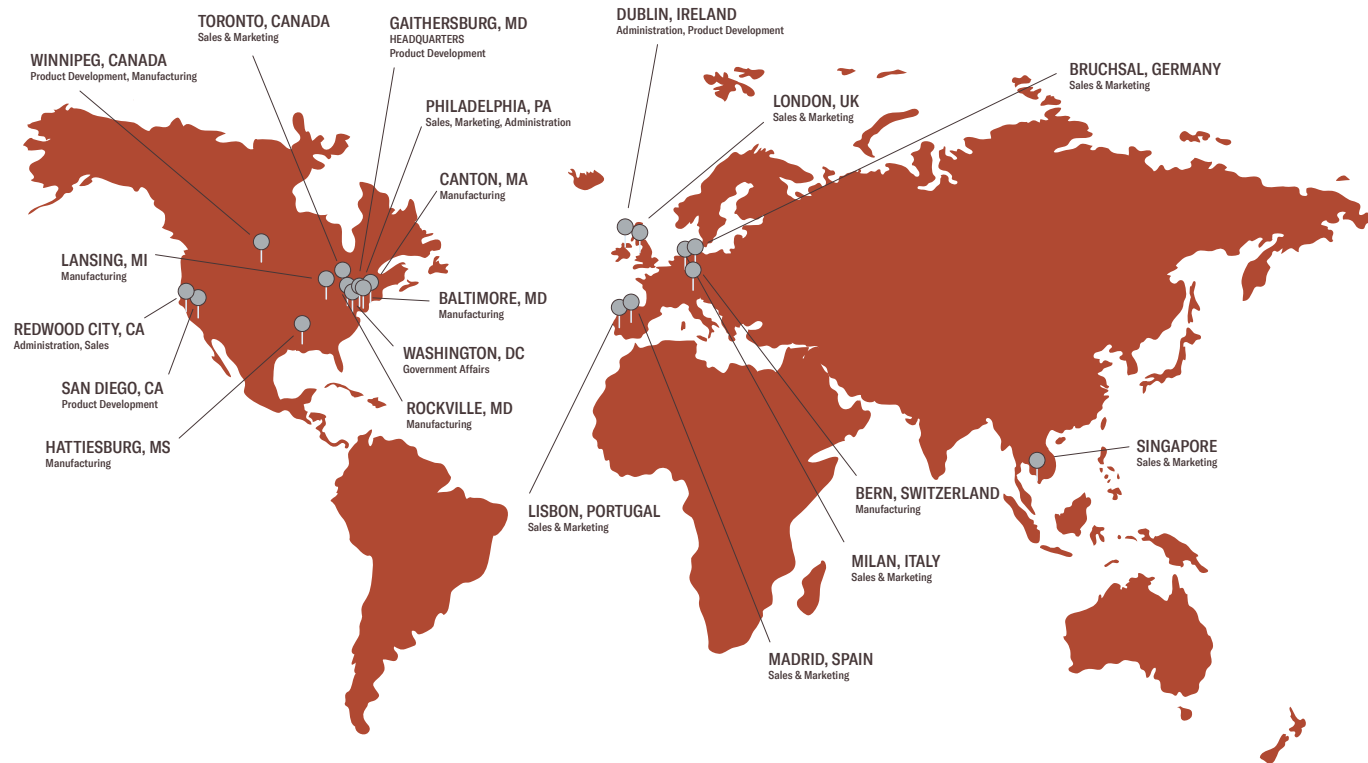 TORONTO, CANADA
Sales & Marketing
GAITHERSBURG, MD
HEADQUARTERS
Product Development
DUBLIN, IRELAND
Administration, Product Development
WINNIPEG, CANADA
Product Development, Manufacturing
BRUCHSAL, GERMANY
Sales & Marketing
PHILADELPHIA, PA
Sales, Marketing, Administration
LONDON, UK
Sales & Marketing
CANTON, MA
Manufacturing
LANSING, MI
Manufacturing
BALTIMORE, MD
Manufacturing
REDWOOD CITY, CA
Administration, Sales
WASHINGTON, DC
Government Affairs
SAN DIEGO, CA
Product Development
ROCKVILLE, MD
Manufacturing
HATTIESBURG, MS
Manufacturing
SINGAPORE
Sales & Marketing
BERN, SWITZERLAND
Manufacturing
LISBON, PORTUGAL
Sales & Marketing
MILAN, ITALY
Sales & Marketing
MADRID, SPAIN
Sales & Marketing